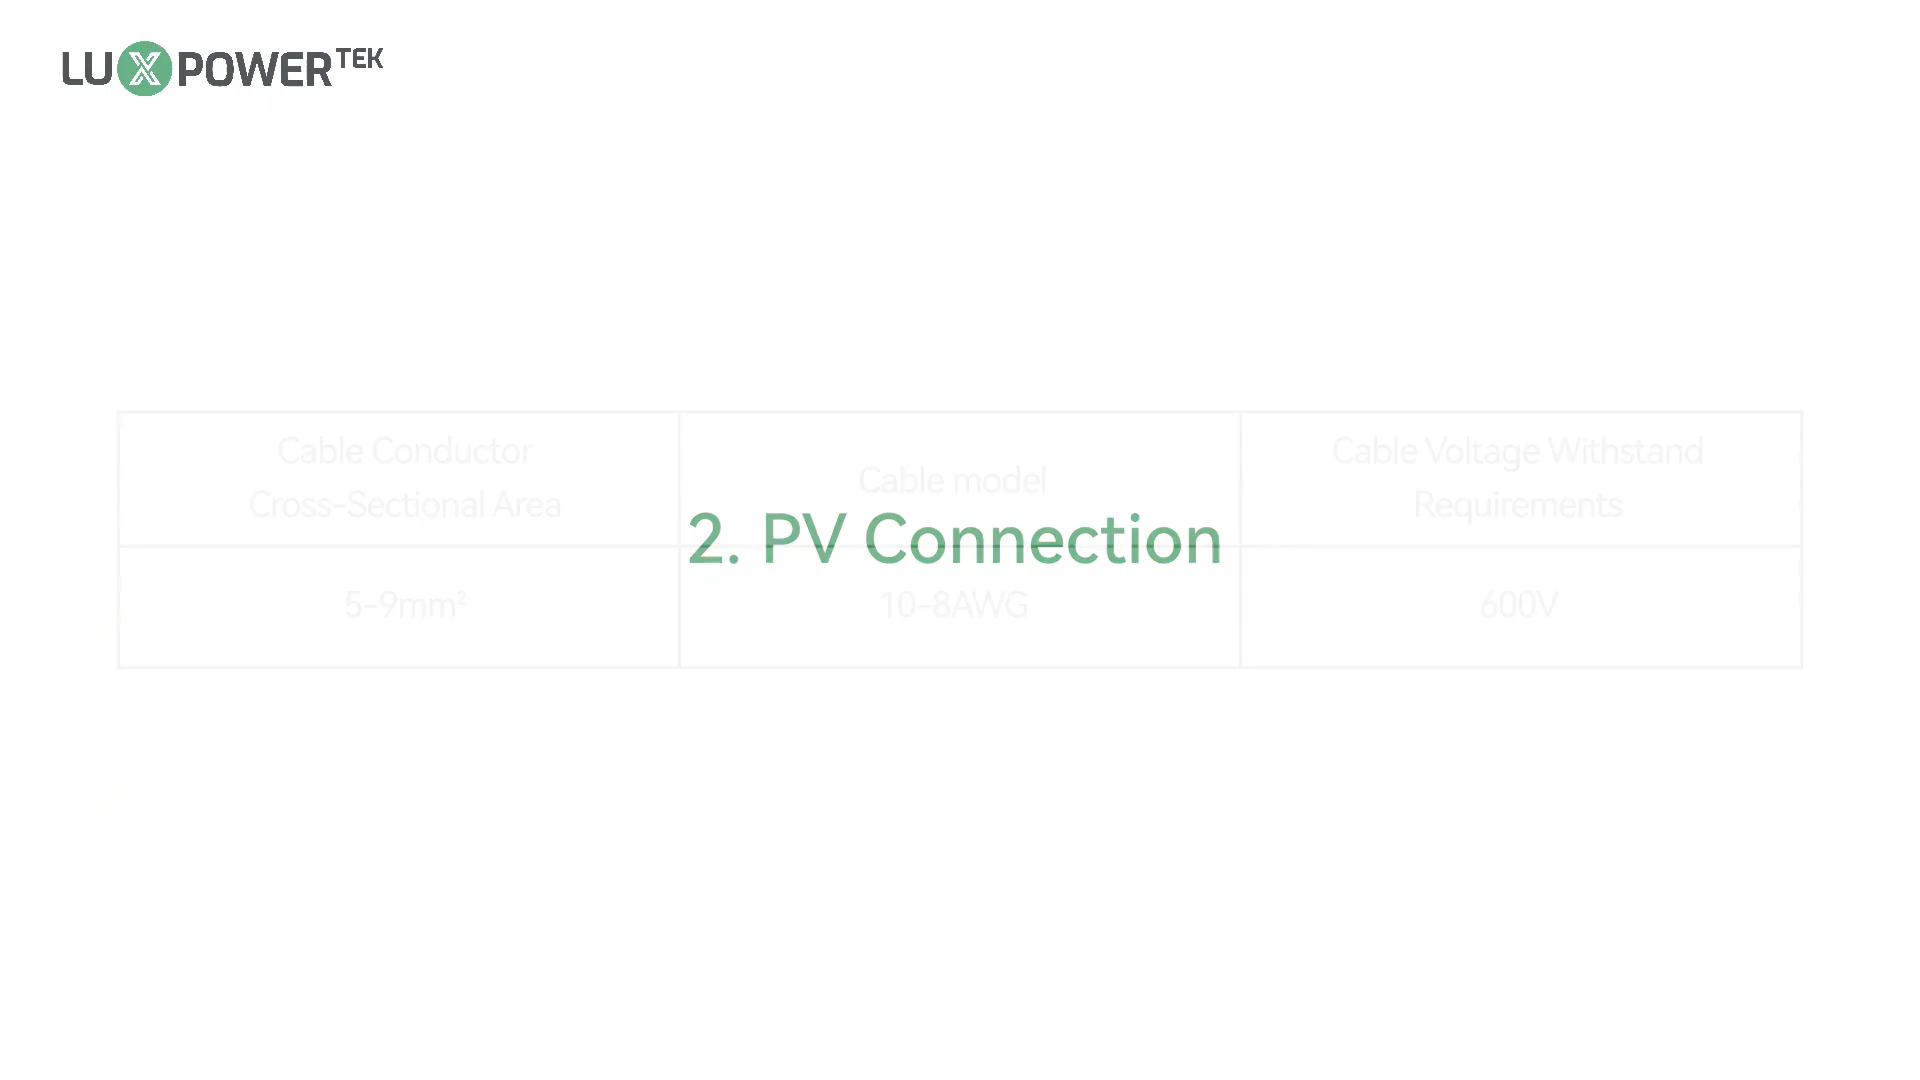 LUXPOWERTEK
Cable Conductor
Cross-Sectional Area
Cable model
Cable Voltage Withstand
Requirements
2. PV Connection
5-9mm²
10-8AWG
600V